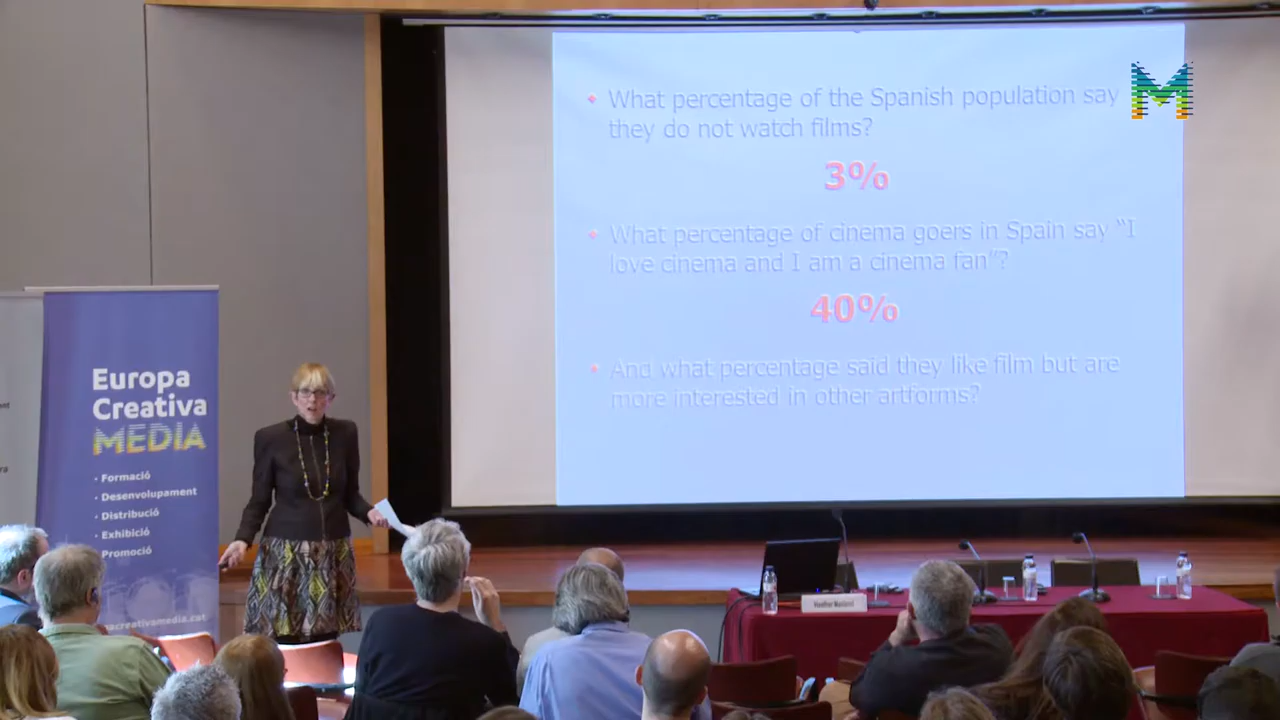 • What percentage of the Spanish population say
they do not watch films?
3%
• What percentage of cinema goers in Spain say “I
love cinema and I am a cinema fan”?
40%
• And what percentage said they like film but are
more interested in other artforms?
M
Europa
Creativa
MEDIA
· Formació
· Desenvolupament
· Distribució
· Exhibició
· Promoció